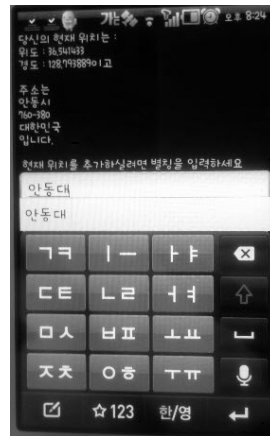 오후 8:24
당신의 현재 위치는 :
위도 : 36.541433
경도 : 128.79388901고
주소는
안동시
760-380
대한민국
입니다.
현재 위치를 추가하실려면 별칭을 입력하세요
안동대
안동대
ㄱㅋ ㅣㅡ ㅏㅑ
ㄷㅌ ㄴㄹ ㅓㅕ
ㅁㅅ ㅂㅍ ㅗㅛ
ㅈㅊ ㅇㅎ ㅜㅠ
☆123 한/영